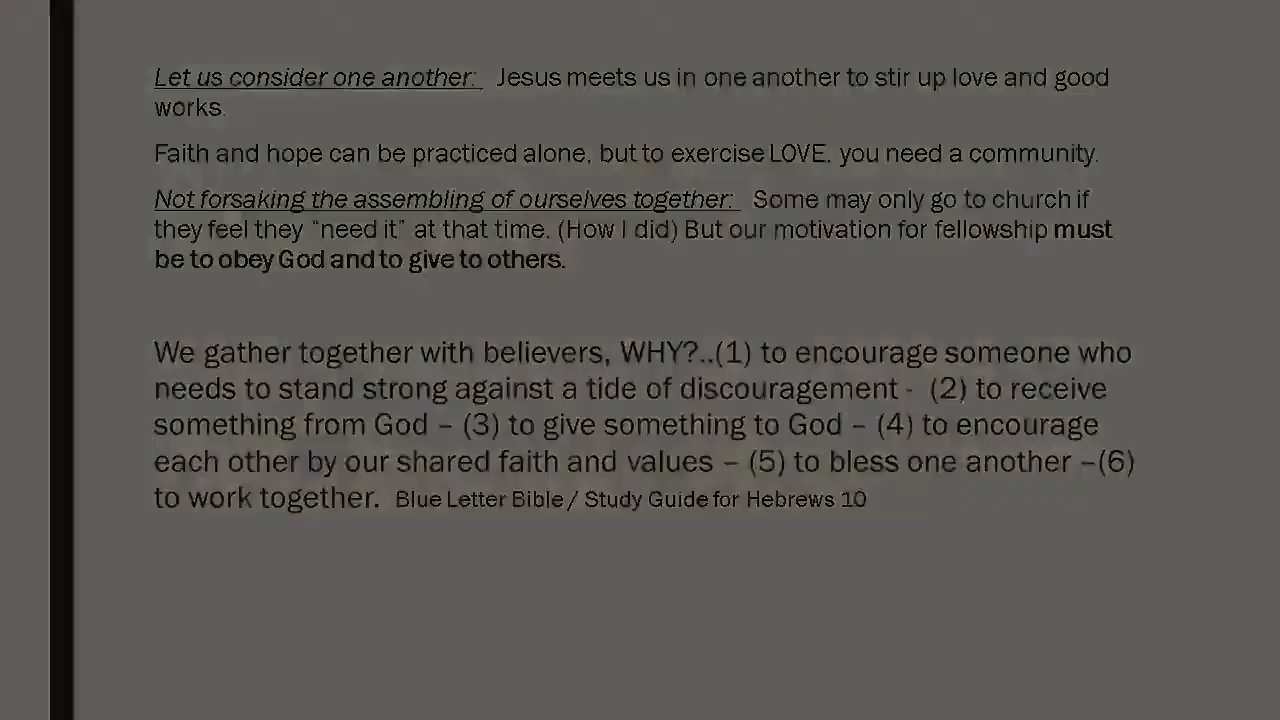 Let us consider one another:  Jesus meets us in one another to stir up love and good
works.
Faith and hope can be practiced alone, but to exercise LOVE, you need a community.
Not forsaking the assembling of ourselves together:  Some may only go to church if
they feel they “need it” at that time. (How I did) But our motivation for fellowship must
be to obey God and to give to others.
We gather together with believers, WHY?..(1) to encourage someone who
needs to stand strong against a tide of discouragement -  (2) to receive
something from God – (3) to give something to God – (4) to encourage
each other by our shared faith and values – (5) to bless one another –(6)
to work together.  Blue Letter Bible / Study Guide for Hebrews 10